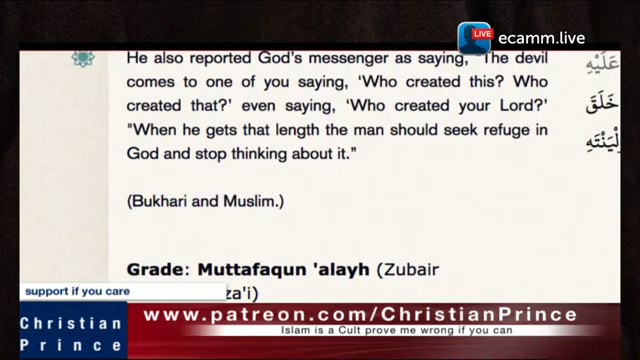 LIVE ecamm.live
He also reported God's messenger as saying, "The devil
comes to one of you saying, 'Who created this? Who
created that?' even saying, 'Who created your Lord?'
"When he gets that length the man should seek refuge in
God and stop thinking about it."
(Bukhari and Muslim.)
Grade: Muttafaqun 'alayh (Zubair
za'i)
عَلَيْهِ
خَلَقَ
support if you care
Christian
Prince
www.patreon.com/ChristianPrince
Islam is a Cult prove me wrong if you can